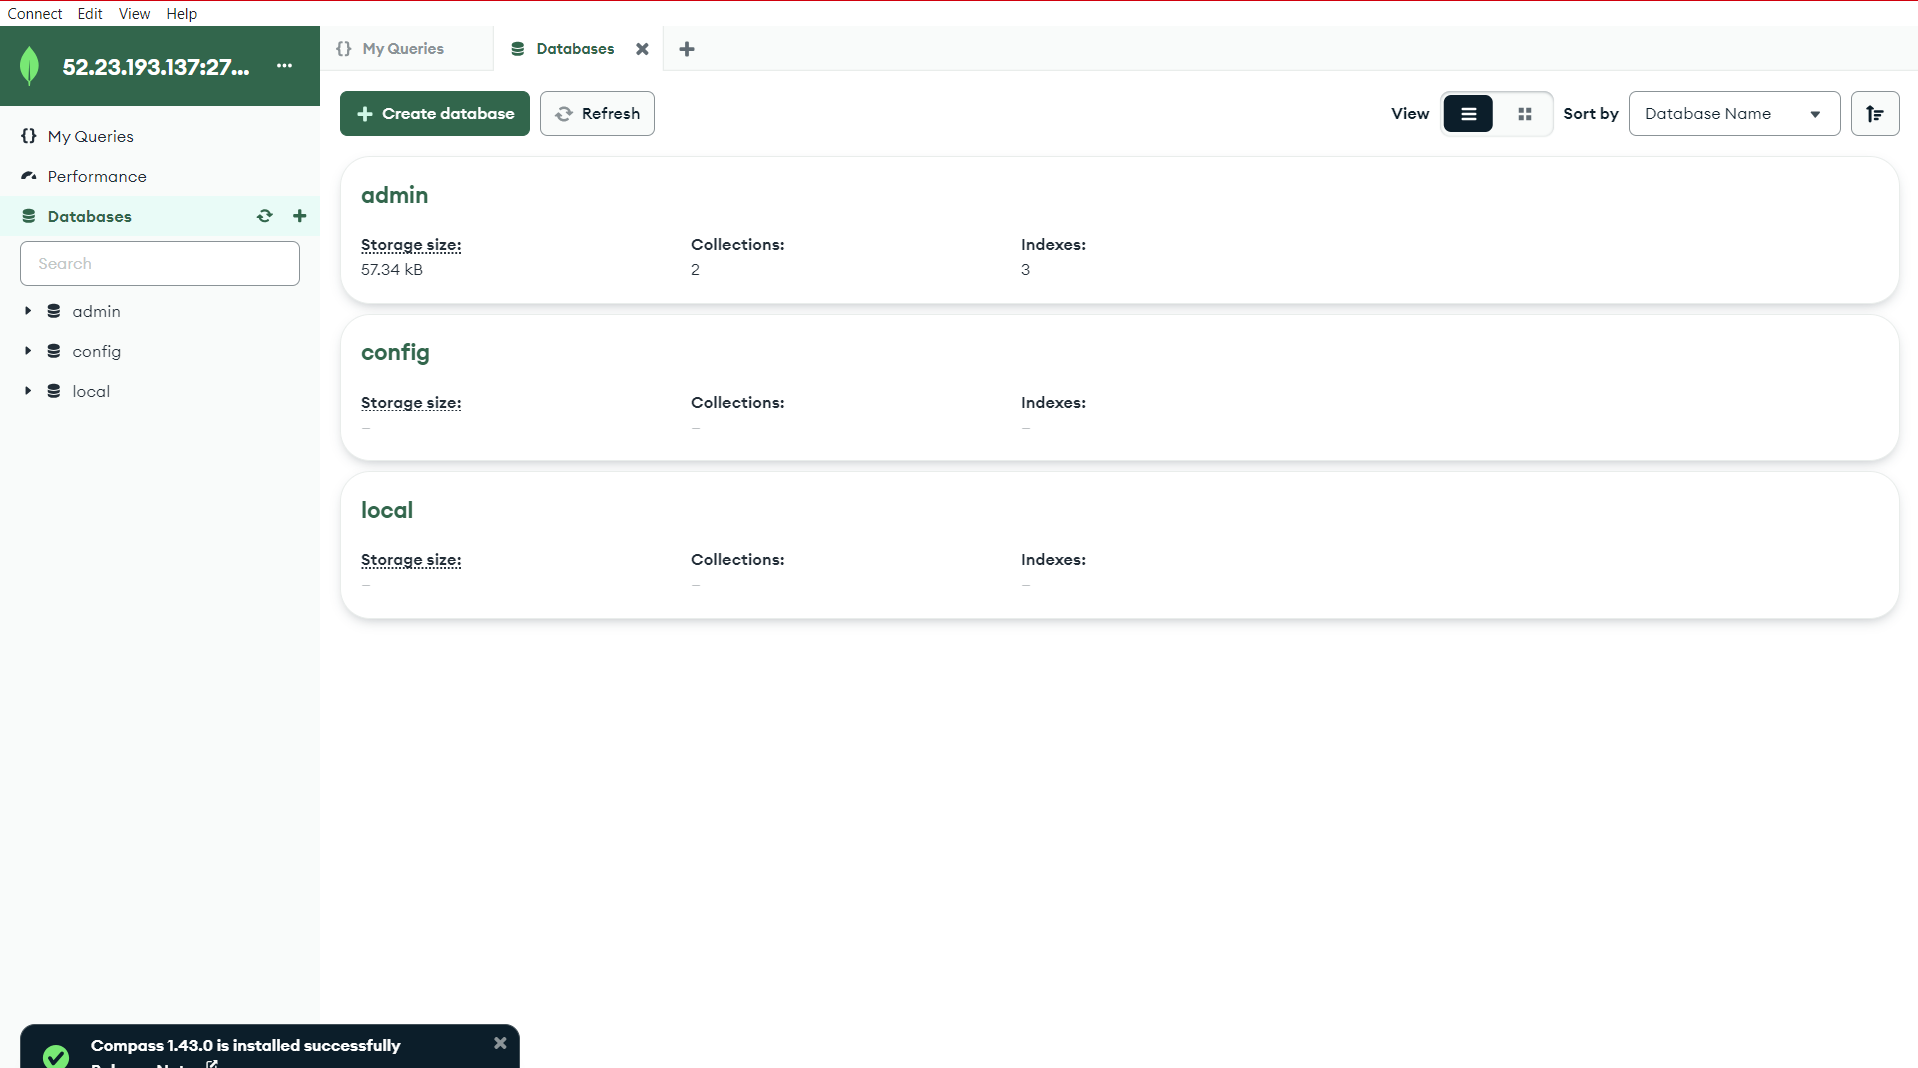 Connect Edit View Help
52.23.193.137:27...
My Queries
Databases
Create database
Refresh
View
Sort by
Database Name
My Queries
Performance
Databases
Search
admin
config
local
admin
Storage size: Collections: Indexes:
57.34 kB 2 3
config
Storage size: Collections: Indexes:
– – –
local
Storage size: Collections: Indexes:
– – –
Compass 1.43.0 is installed successfully